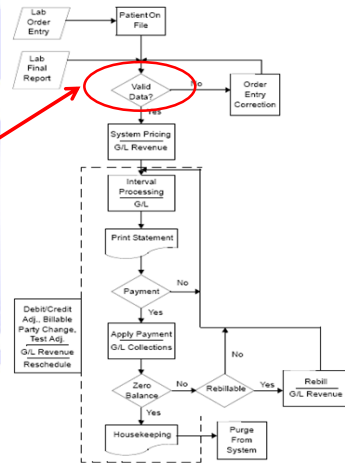 Lab
Order
Entry
Patient On
File
Lab
Final
Report
Valid
Data?
No
Order
Entry
Correction
Yes
System Pricing
G/L Revenue
Interval
Processing
G/L
Print Statement
No
Payment
Yes
Debit/Credit
Adj., Billable
Party Change,
Test Adj.
G/L Revenue
Reschedule
Apply Payment
G/L Collections
No
Zero
Balance
No
Rebillable
Yes
Rebill
G/L Revenue
Yes
Housekeeping
Purge
From
System